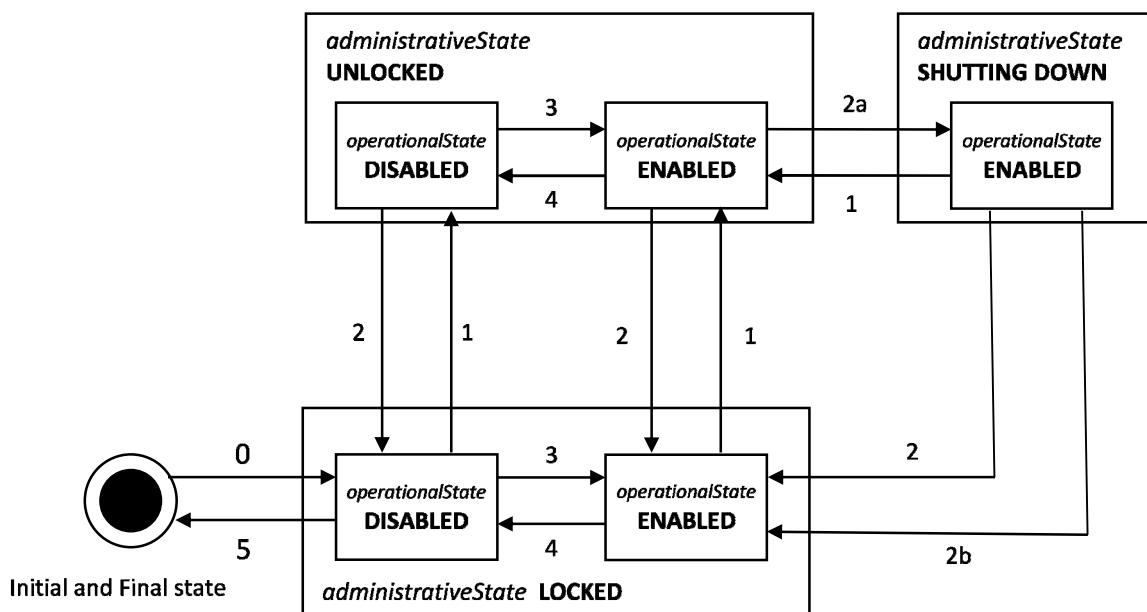 administrativeState
UNLOCKED
administrativeState
SHUTTING DOWN
3
2a
operationalState
DISABLED
operationalState
ENABLED
operationalState
ENABLED
4
1
2
1
2
1
0
3
2
operationalState
DISABLED
operationalState
ENABLED
5
4
2b
Initial and Final state
administrativeState LOCKED